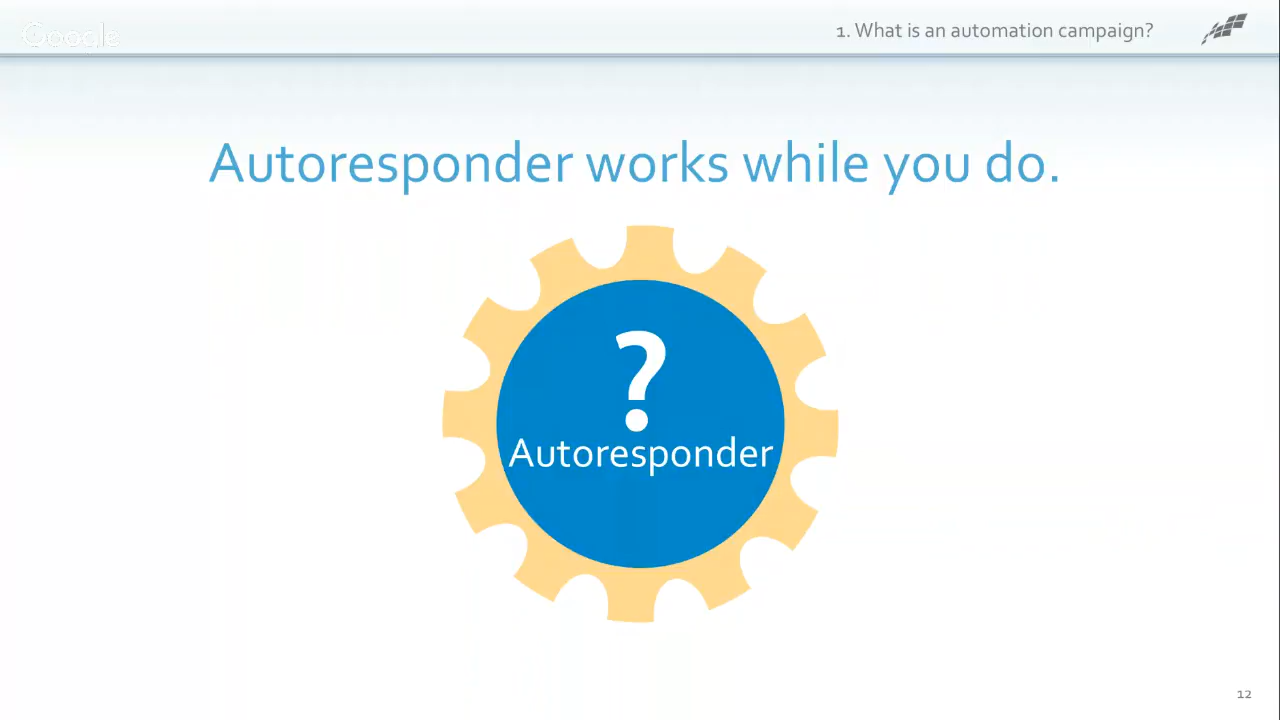 Google
1. What is an automation campaign?
Autoresponder works while you do.
?
Autoresponder
12